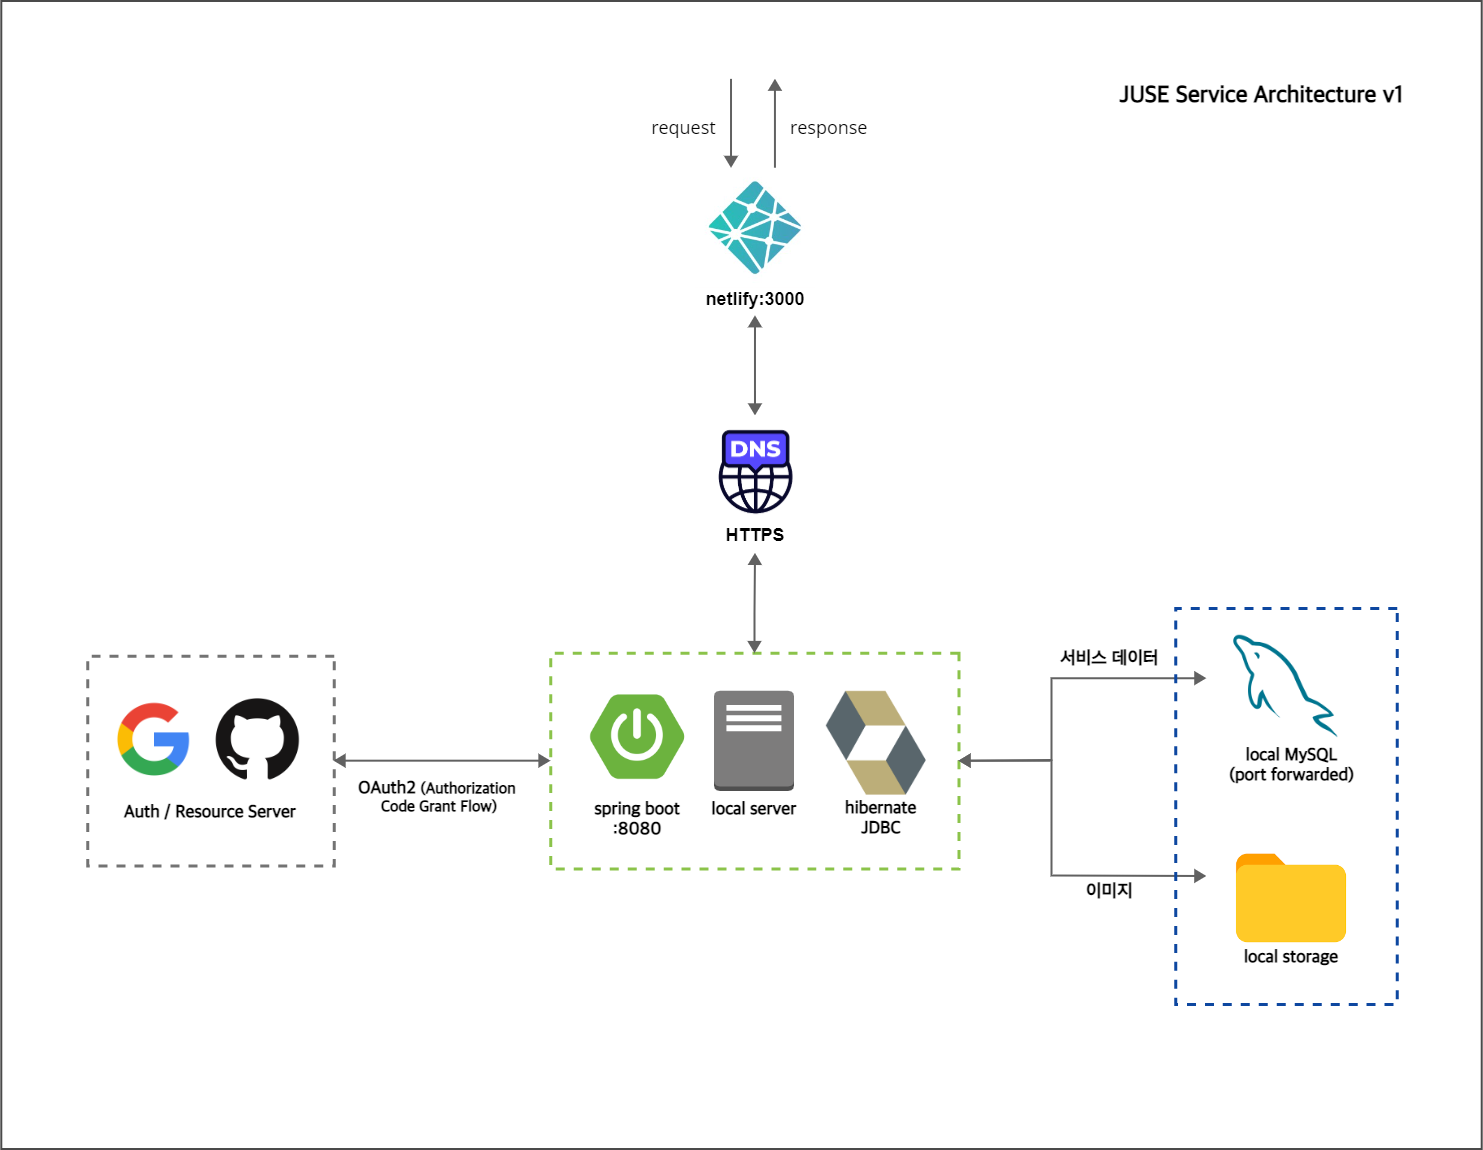 JUSE Service Architecture v1
request
response
netlify:3000
DNS
HTTPS
Auth / Resource Server
OAuth2 (Authorization
Code Grant Flow)
spring boot
:8080
local server
hibernate
JDBC
서비스 데이터
local MySQL
(port forwarded)
이미지
local storage